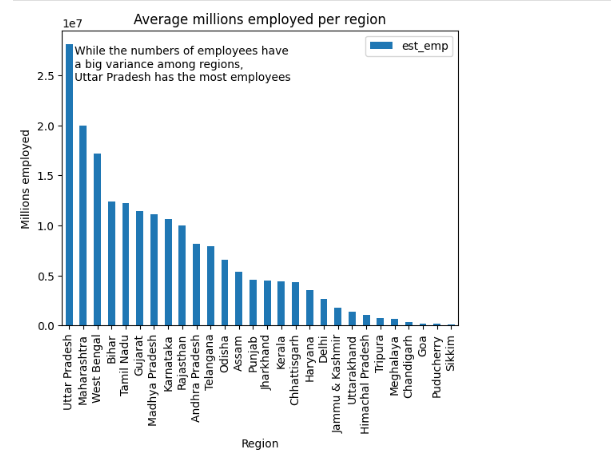 Average millions employed per region
1e7
est_emp
While the numbers of employees have
a big variance among regions,
Uttar Pradesh has the most employees
Millions employed
2.5
2.0
1.5
1.0
0.5
0.0
Uttar Pradesh
Maharashtra
West Bengal
Bihar
Tamil Nadu
Gujarat
Madhya Pradesh
Karnataka
Rajasthan
Andhra Pradesh
Telangana
Odisha
Assam
Punjab
Jharkhand
Kerala
Chhattisgarh
Haryana
Delhi
Jammu & Kashmir
Uttarakhand
Himachal Pradesh
Tripura
Meghalaya
Chandigarh
Goa
Puducherry
Sikkim
Region